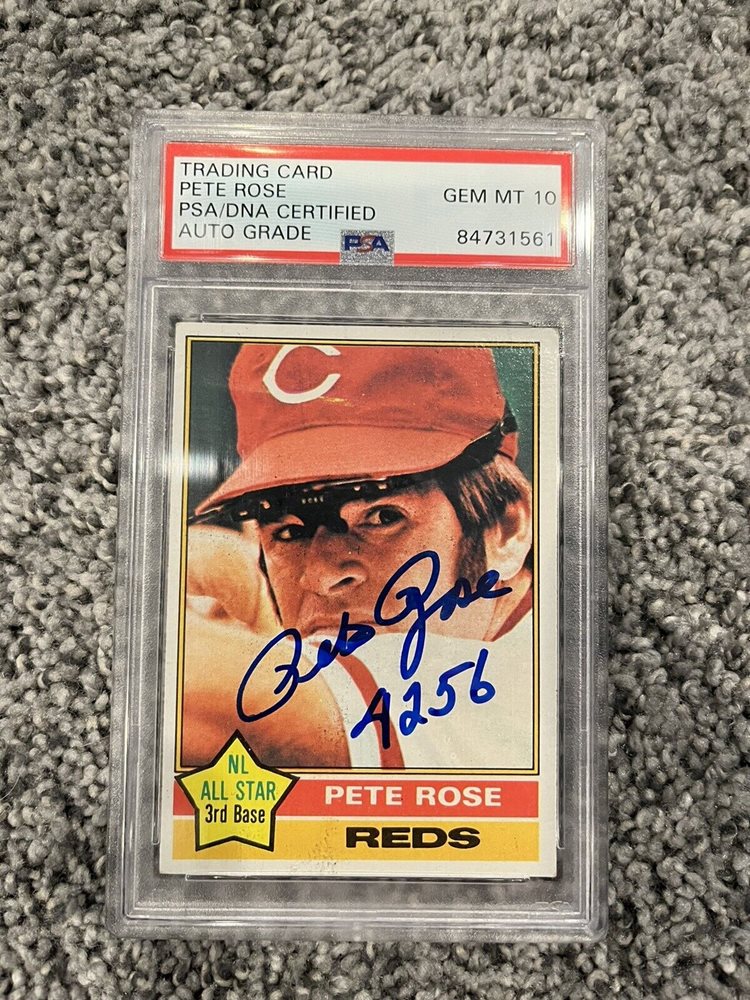 TRADING CARD
PETE ROSE
PSA/DNA CERTIFIED
AUTO GRADE
GEM MT 10
84731561
PSA
C
Pete Rose
4256
NL
ALL STAR
3rd Base
PETE ROSE
REDS